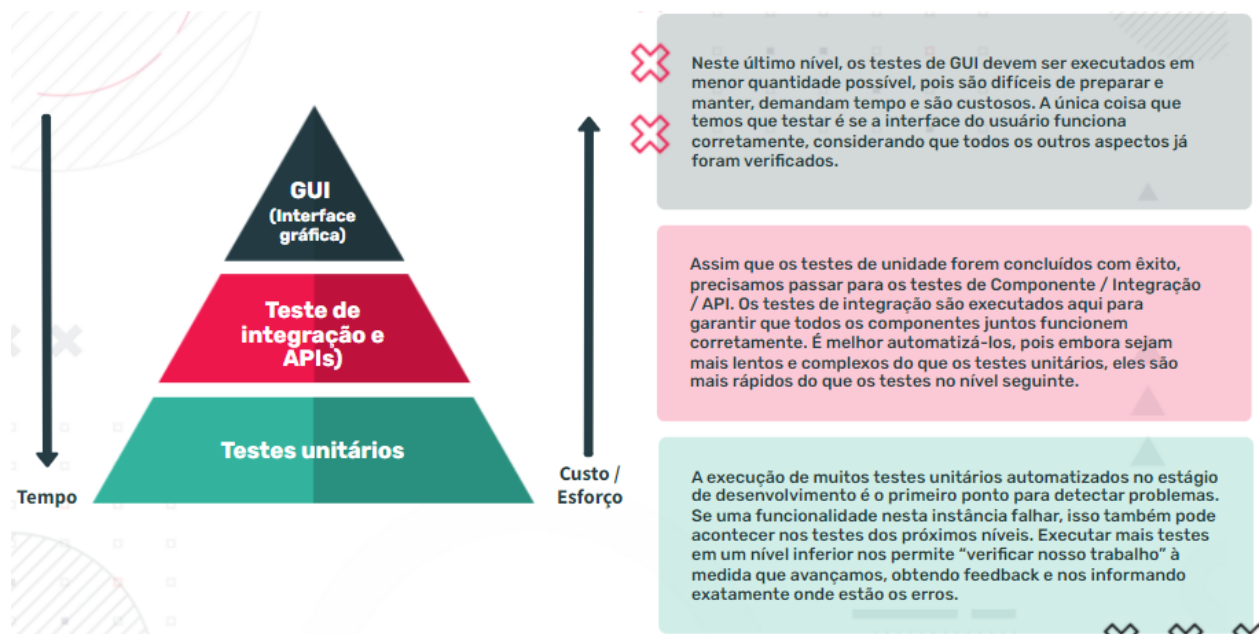 Neste último nível, os testes de GUI devem ser executados em
menor quantidade possível, pois são difíceis de preparar e
manter, demandam tempo e são custosos. A única coisa que
temos que testar é se a interface do usuário funciona
corretamente, considerando que todos os outros aspectos já
foram verificados.
GUI
(Interface
gráfica)
Assim que os testes de unidade forem concluídos com êxito,
precisamos passar para os testes de Componente / Integração
/ API. Os testes de integração são executados aqui para
garantir que todos os componentes juntos funcionem
corretamente. É melhor automatizá-los, pois embora sejam
mais lentos e complexos do que os testes unitários, eles são
mais rápidos do que os testes no nível seguinte.
Teste de
integração e
APIs)
Testes unitários
Tempo
Custo /
Esforço
A execução de muitos testes unitários automatizados no estágio
de desenvolvimento é o primeiro ponto para detectar problemas.
Se uma funcionalidade nesta instância falhar, isso também pode
acontecer nos testes dos próximos níveis. Executar mais testes
em um nível inferior nos permite “verificar nosso trabalho” à
medida que avançamos, obtendo feedback e nos informando
exatamente onde estão os erros.